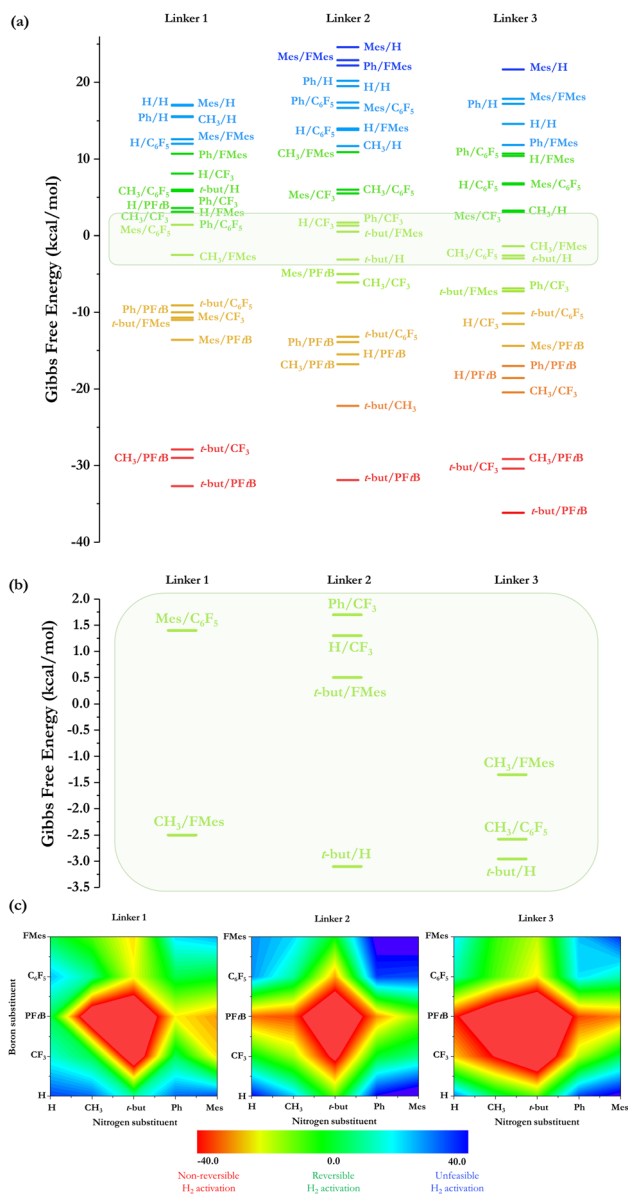 (a)
Linker 1
Linker 2
Linker 3
Gibbs Free Energy (kcal/mol)
20
10
0
-10
-20
-30
-40
H/H
Mes/H
Ph/H
CH3/H
H/C6F5
Mes/FMes
Ph/FMes
H/CF3
CH3/C6F5
t-but/H
H/PFtB
Ph/CF3
CH3/CF3
H/FMes
Mes/C6F5
Ph/C6F5
CH3/FMes
Ph/PFtB
t-but/C6F5
t-but/FMes
Mes/CF3
Mes/PFtB
t-but/CF3
CH3/PFtB
t-but/PFtB
Mes/H
Mes/FMes
Ph/FMes
Ph/H
H/H
Ph/C6F5
Mes/C6F5
H/C6F5
H/FMes
CH3/FMes
CH3/H
Mes/CF3
CH3/C6F5
H/CF3
Ph/CF3
t-but/FMes
t-but/H
Mes/PFtB
CH3/CF3
t-but/C6F5
Ph/PFtB
H/PFtB
CH3/PFtB
t-but/CH3
t-but/PFtB
Mes/H
Mes/FMes
Ph/H
H/H
Ph/FMes
Ph/C6F5
H/FMes
H/C6F5
Mes/C6F5
Mes/CF3
CH3/H
CH3/FMes
CH3/C6F5
t-but/H
t-but/FMes
Ph/CF3
H/CF3
t-but/C6F5
Mes/PFtB
Ph/PFtB
H/PFtB
CH3/CF3
CH3/PFtB
t-but/CF3
t-but/PFtB
(b)
Linker 1
Linker 2
Linker 3
Gibbs Free Energy (kcal/mol)
2.0
1.5
1.0
0.5
0.0
-0.5
-1.0
-1.5
-2.0
-2.5
-3.0
-3.5
Mes/C6F5
CH3/FMes
Ph/CF3
H/CF3
t-but/FMes
t-but/H
CH3/FMes
CH3/C6F5
t-but/H
(c)
Linker 1
Linker 2
Linker 3
Boron substituent
FMes
C6F5
PFtB
CF3
H
H
CH3
t-but
Ph
Mes
Nitrogen substituent
FMes
C6F5
PFtB
CF3
H
H
CH3
t-but
Ph
Mes
Nitrogen substituent
FMes
C6F5
PFtB
CF3
H
H
CH3
t-but
Ph
Mes
Nitrogen substituent
-40.0
0.0
40.0
Non-reversible
H2 activation
Reversible
H2 activation
Unfeasible
H2 activation